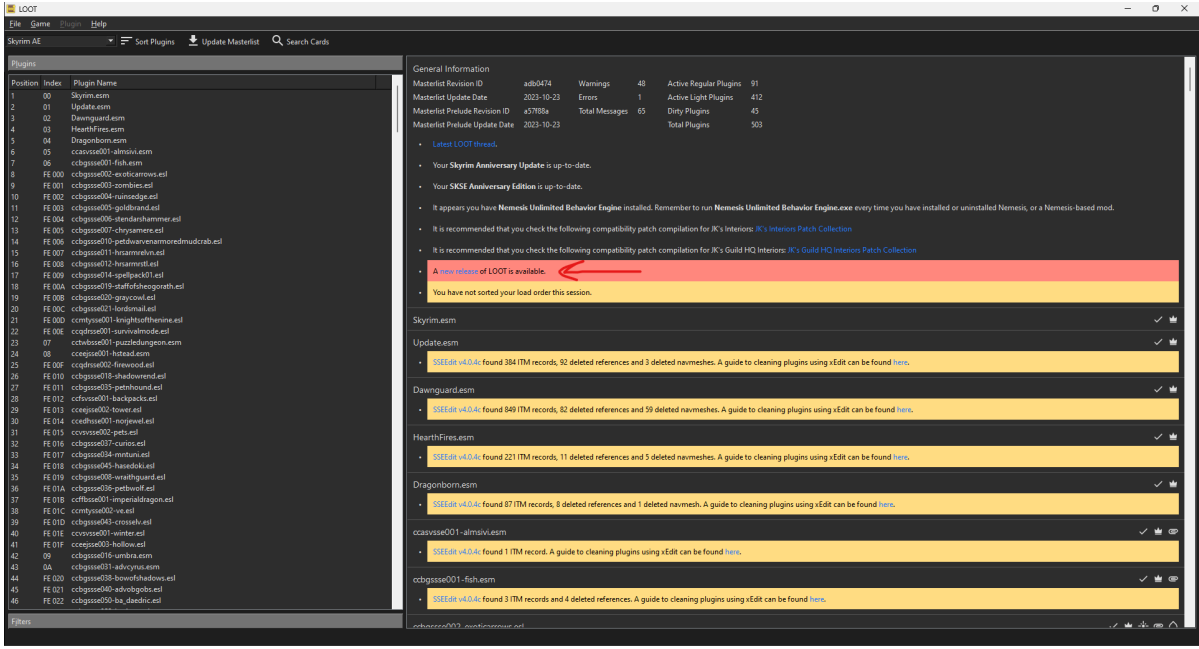 LOOT
File Game Plugin Help
Skyrim AE Sort Plugins Update Masterlist Search Cards
Plugins
Position Index Plugin Name
1 00 Skyrim.esm
2 01 Update.esm
3 02 Dawnguard.esm
4 03 HearthFires.esm
5 04 Dragonborn.esm
6 05 ccasvsse001-almsivi.esm
7 06 ccbgssse001-fish.esm
8 FE 000 ccbgssse002-exoticarrows.esl
9 FE 001 ccbgssse003-zombies.esl
10 FE 002 ccbgssse004-ruinsedge.esl
11 FE 003 ccbgssse005-goldbrand.esl
12 FE 004 ccbgssse006-stendarshammer.esl
13 FE 005 ccbgssse007-chrysamere.esl
14 FE 006 ccbgssse010-petdwarvenarmoredmudcrab.esl
15 FE 007 ccbgssse011-hrsarmrelvn.esl
16 FE 008 ccbgssse012-hrsarmrstl.esl
17 FE 009 ccbgssse014-spellpack01.esl
18 FE 00A ccbgssse019-staffofsheogorath.esl
19 FE 00B ccbgssse020-graycowl.esl
20 FE 00C ccbgssse021-lordsmail.esl
21 FE 00D ccmtysse001-knightsofthenine.esl
22 FE 00E ccqdrsse001-survivalmode.esl
23 07 cctwbsse001-puzzledungeon.esm
24 08 cceejsse001-hstead.esm
25 FE 00F ccqdrsse002-firewood.esl
26 FE 010 ccbgssse018-shadowrend.esl
27 FE 011 ccbgssse035-petnhound.esl
28 FE 012 ccfsvsse001-backpacks.esl
29 FE 013 cceejsse002-tower.esl
30 FE 014 ccedhsse001-norjewel.esl
31 FE 015 ccvsvsse002-pets.esl
32 FE 016 ccbgssse037-curios.esl
33 FE 017 ccbgssse034-mntuni.esl
34 FE 018 ccbgssse045-hasedoki.esl
35 FE 019 ccbgssse008-wraithguard.esl
36 FE 01A ccbgssse036-petbwolf.esl
37 FE 01B ccffbsse001-imperialdragon.esl
38 FE 01C ccmtysse002-ve.esl
39 FE 01D ccbgssse043-crosselv.esl
40 FE 01E ccvsvsse001-winter.esl
41 FE 01F cceejsse003-hollow.esl
42 09 ccbgssse016-umbra.esm
43 0A ccbgssse031-advcyrus.esm
44 FE 020 ccbgssse038-bowofshadows.esl
45 FE 021 ccbgssse040-advobgobs.esl
46 FE 022 ccbgssse050-ba_daedric.esl
Filters
General Information
Masterlist Revision ID adb0474 Warnings 48 Active Regular Plugins 91
Masterlist Update Date 2023-10-23 Errors 1 Active Light Plugins 412
Masterlist Prelude Revision ID a57f88a Total Messages 65 Dirty Plugins 45
Masterlist Prelude Update Date 2023-10-23 Total Plugins 503
• Latest LOOT thread.
• Your Skyrim Anniversary Update is up-to-date.
• Your SKSE Anniversary Edition is up-to-date.
• It appears you have Nemesis Unlimited Behavior Engine installed. Remember to run Nemesis Unlimited Behavior Engine.exe every time you have installed or uninstalled Nemesis, or a Nemesis-based mod.
• It is recommended that you check the following compatibility patch compilation for JK's Interiors: JK's Interiors Patch Collection
• It is recommended that you check the following compatibility patch compilation for JK's Guild HQ Interiors: JK's Guild HQ Interiors Patch Collection
• A new release of LOOT is available.
• You have not sorted your load order this session.
Skyrim.esm
Update.esm
• SSEEdit v4.0.4c found 384 ITM records, 92 deleted references and 3 deleted navmeshes. A guide to cleaning plugins using xEdit can be found here.
Dawnguard.esm
• SSEEdit v4.0.4c found 849 ITM records, 82 deleted references and 59 deleted navmeshes. A guide to cleaning plugins using xEdit can be found here.
HearthFires.esm
• SSEEdit v4.0.4c found 221 ITM records, 11 deleted references and 5 deleted navmeshes. A guide to cleaning plugins using xEdit can be found here.
Dragonborn.esm
• SSEEdit v4.0.4c found 87 ITM records, 8 deleted references and 1 deleted navmesh. A guide to cleaning plugins using xEdit can be found here.
ccasvsse001-almsivi.esm
• SSEEdit v4.0.4c found 1 ITM record. A guide to cleaning plugins using xEdit can be found here.
ccbgssse001-fish.esm
• SSEEdit v4.0.4c found 3 ITM records and 4 deleted references. A guide to cleaning plugins using xEdit can be found here.
ccbgssse002-exoticarrows.esl